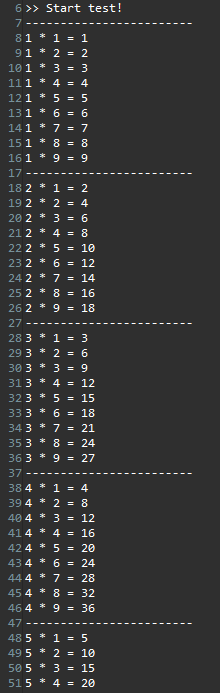 6 >> Start test!
7 -------------------------
8 1 * 1 = 1
9 1 * 2 = 2
10 1 * 3 = 3
11 1 * 4 = 4
12 1 * 5 = 5
13 1 * 6 = 6
14 1 * 7 = 7
15 1 * 8 = 8
16 1 * 9 = 9
17 -------------------------
18 2 * 1 = 2
19 2 * 2 = 4
20 2 * 3 = 6
21 2 * 4 = 8
22 2 * 5 = 10
23 2 * 6 = 12
24 2 * 7 = 14
25 2 * 8 = 16
26 2 * 9 = 18
27 -------------------------
28 3 * 1 = 3
29 3 * 2 = 6
30 3 * 3 = 9
31 3 * 4 = 12
32 3 * 5 = 15
33 3 * 6 = 18
34 3 * 7 = 21
35 3 * 8 = 24
36 3 * 9 = 27
37 -------------------------
38 4 * 1 = 4
39 4 * 2 = 8
40 4 * 3 = 12
41 4 * 4 = 16
42 4 * 5 = 20
43 4 * 6 = 24
44 4 * 7 = 28
45 4 * 8 = 32
46 4 * 9 = 36
47 -------------------------
48 5 * 1 = 5
49 5 * 2 = 10
50 5 * 3 = 15
51 5 * 4 = 20